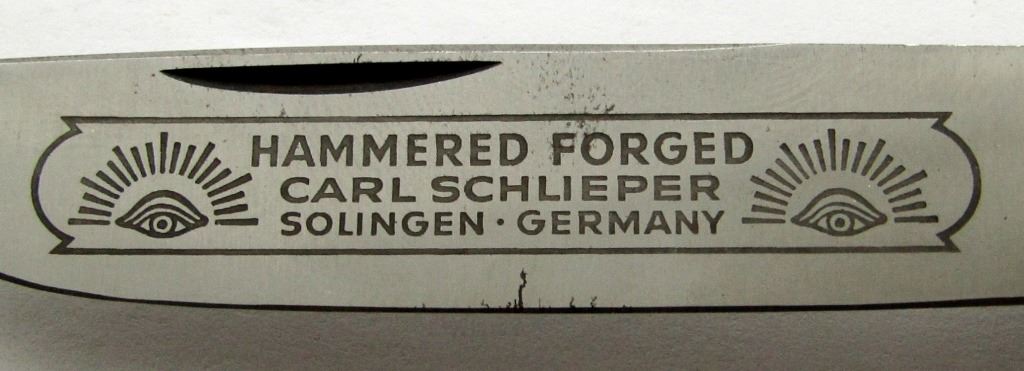 HAMMERED FORGED
CARL SCHLIEPER
SOLINGEN · GERMANY